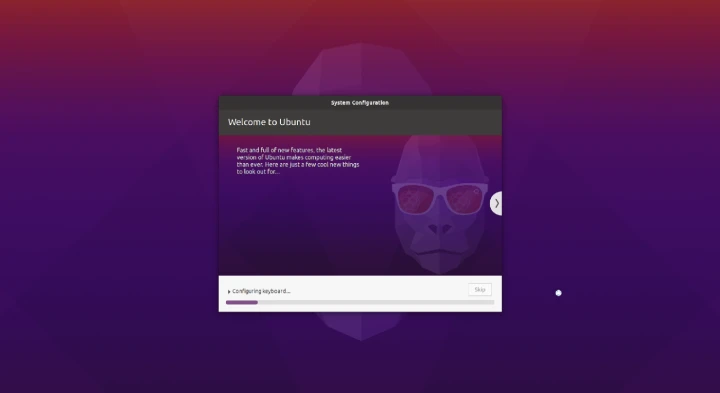 System Configuration
Welcome to Ubuntu
Fast and full of new features, the latest
version of Ubuntu makes computing easier
than ever. Here are just a few cool new things
to look out for...
Configuring keyboard...
Skip